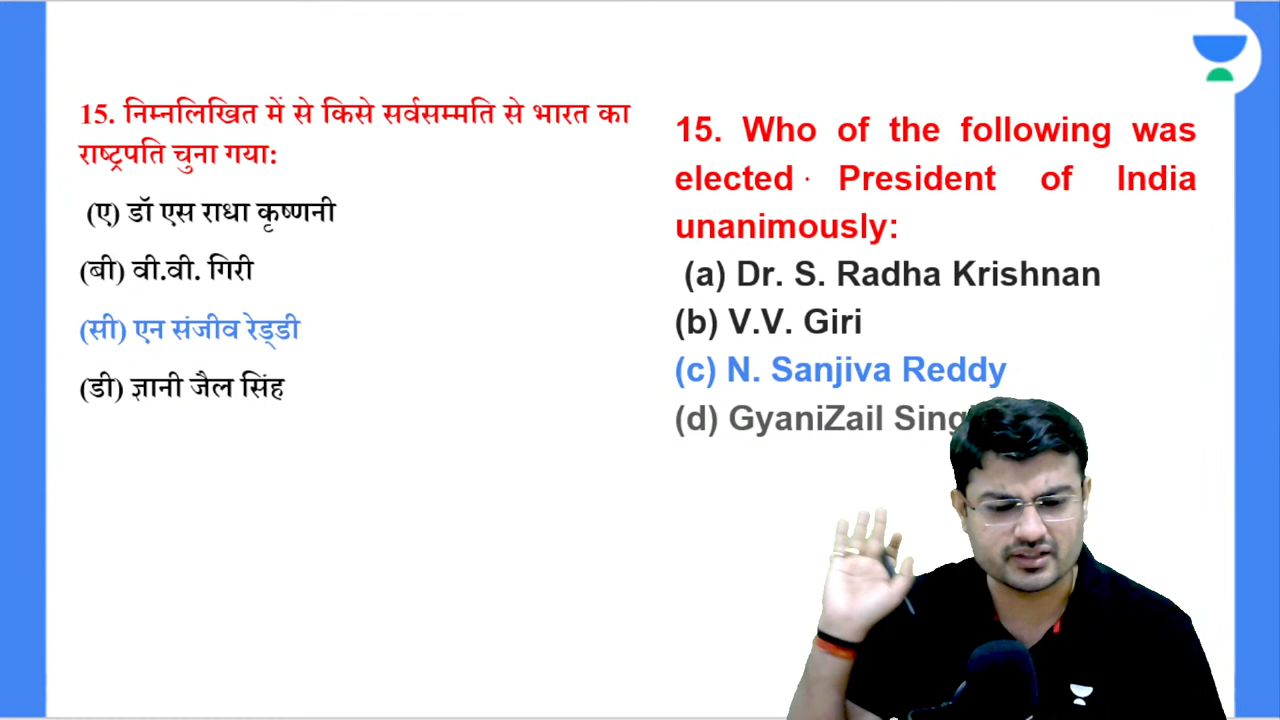 15. निम्नलिखित में से किसे सर्वसम्मति से भारत का
राष्ट्रपति चुना गया:
(ए) डॉ एस राधा कृष्णनी
(बी) वी.वी. गिरी
(सी) एन संजीव रेड्डी
(डी) ज्ञानी जैल सिंह
15. Who of the following was
elected President of India
unanimously:
(a) Dr. S. Radha Krishnan
(b) V.V. Giri
(c) N. Sanjiva Reddy
(d) GyaniZail Sing